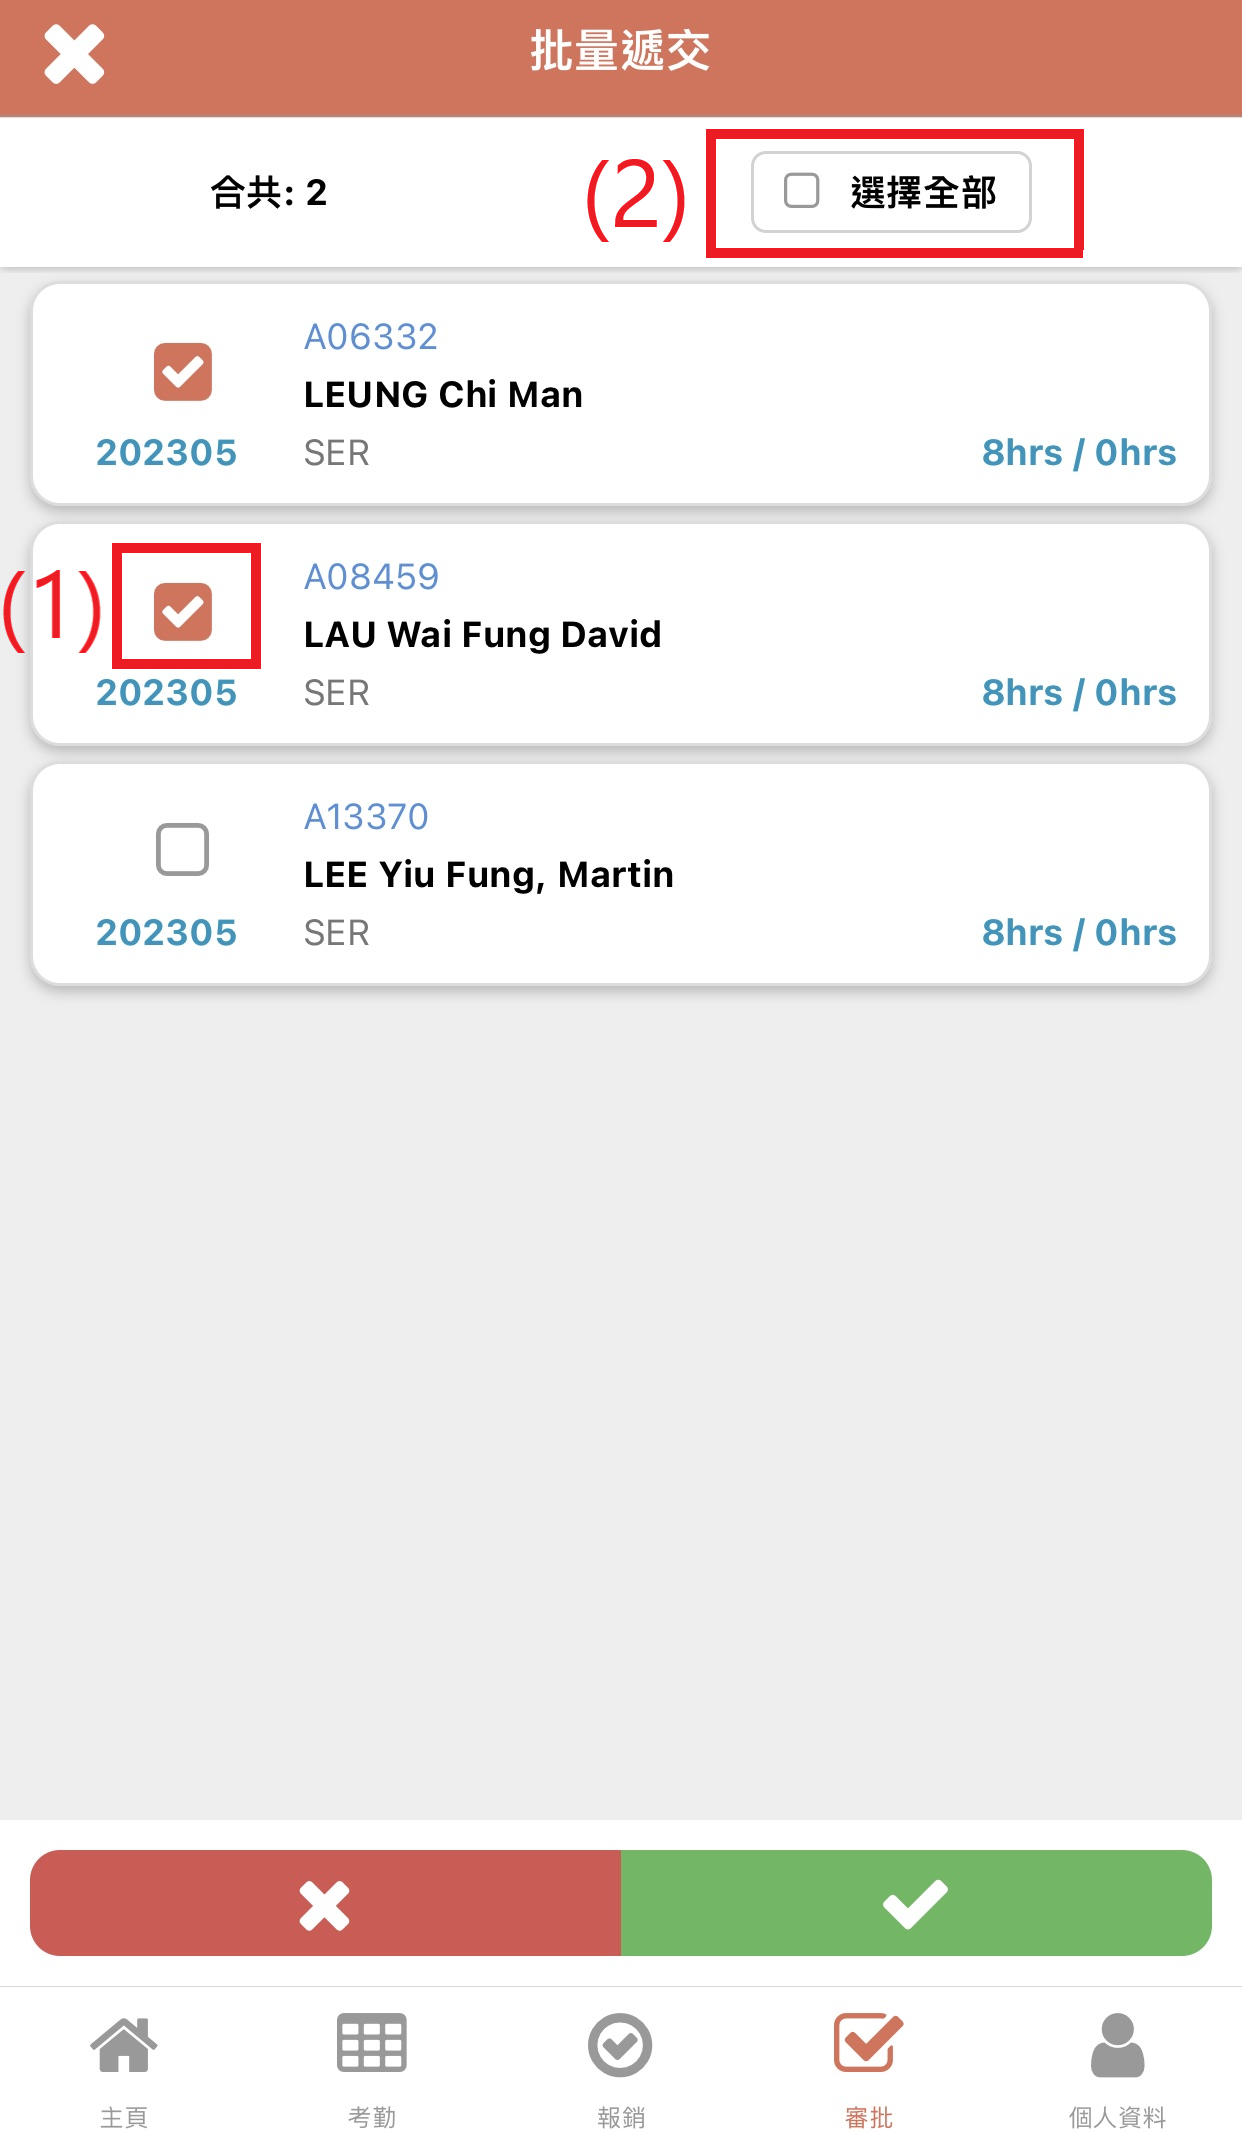 批量遞交
合共: 2
(2)
選擇全部
A06332
LEUNG Chi Man
202305
SER
8hrs / 0hrs
(1)
A08459
LAU Wai Fung David
202305
SER
8hrs / 0hrs
A13370
LEE Yiu Fung, Martin
202305
SER
8hrs / 0hrs
主頁
考勤
報銷
審批
個人資料